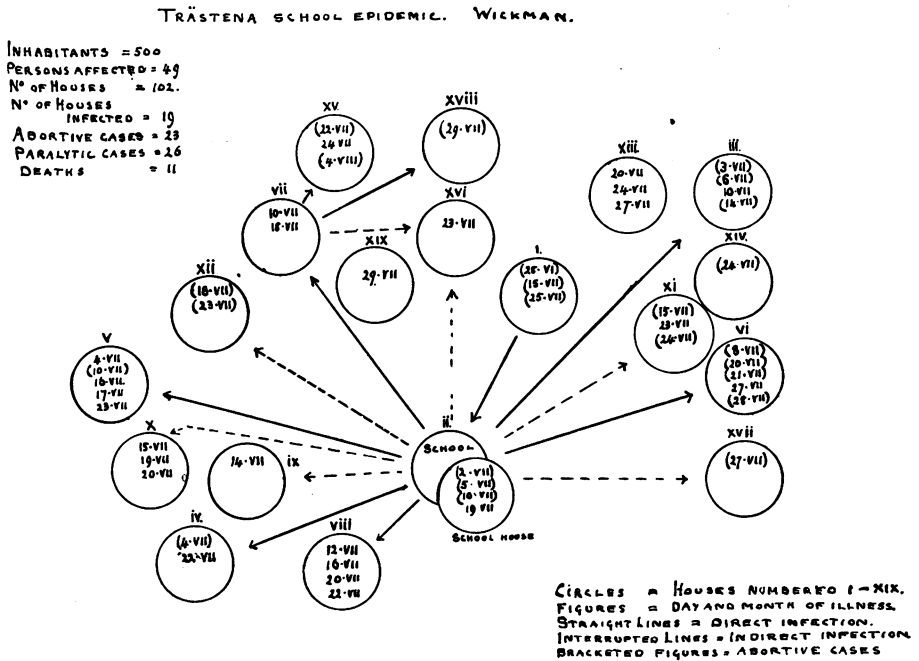 TRÄSTENA SCHOOL EPIDEMIC. WICKMAN.
INHABITANTS = 500
PERSONS AFFECTED = 49
No OF HOUSES = 102.
No OF HOUSES
INFECTED = 19
ABORTIVE CASES = 23
PARALYTIC CASES = 26
DEATHS = 11
XV.
(22·VII)
24 VII
(4·VIII)
XVIII
(29·VII)
XIII.
20·VII
24·VII
27·VII
III.
(3·VII)
(6·VII)
10·VII
(14·VII)
VII
10·VII
18·VII
XVI
23·VII
XIX
29·VII
I.
(25·VI)
(15·VII)
(25·VII)
XIV.
(24·VII)
XII
(18·VII)
(23·VII)
XI
(15·VII)
23·VII
(24·VII)
VI
(8·VII)
(20·VII)
(21·VII)
27·VII
(28·VII)
V
4·VII
(10·VII)
16·VII.
17·VII
23·VII
X
15·VII
19·VII
20·VII
IX
14·VII
II.
SCHOOL
(2·VII)
(5·VII)
(10·VII)
19 VII
SCHOOL HOUSE
XVII
(27·VII)
IV.
(4·VII)
22·VII
VIII
12·VII
16·VII
20·VII
22·VII
CIRCLES = HOUSES NUMBERED I – XIX.
FIGURES = DAY AND MONTH OF ILLNESS.
STRAIGHT LINES = DIRECT INFECTION.
INTERRUPTED LINES = INDIRECT INFECTION
BRACKETED FIGURES = ABORTIVE CASES